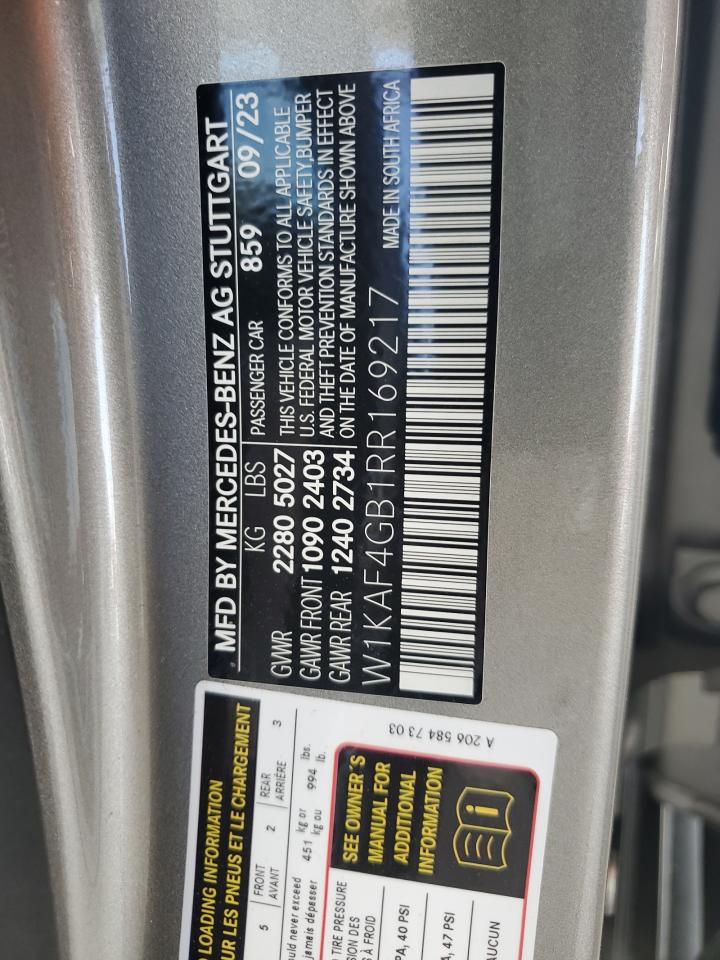 MFD BY MERCEDES-BENZ AG STUTTGART
KG LBS PASSENGER CAR 859 09/23
GWWR 2280 5027
GAWR FRONT 1090 2403
GAWR REAR 1240 2734
THIS VEHICLE CONFORMS TO ALL APPLICABLE
U.S. FEDERAL MOTOR VEHICLE SAFETY,BUMPER
AND THEFT PREVENTION STANDARDS IN EFFECT
ON THE DATE OF MANUFACTURE SHOWN ABOVE
W1KAF4GB1RR169217 MADE IN SOUTH AFRICA
LOADING INFORMATION
UR LES PNEUS ET LE CHARGEMENT
5 FRONT 2 REAR 3
AVANT ARRIÈRE
uld never exceed 451 kg or 994 lbs.
jamais dépasser kg ou lb.
TIRE PRESSURE
SION DES
S À FROID
PA, 40 PSI
A, 47 PSI
AUCUN
SEE OWNER'S
MANUAL FOR
ADDITIONAL
INFORMATION
A 206 584 73 03